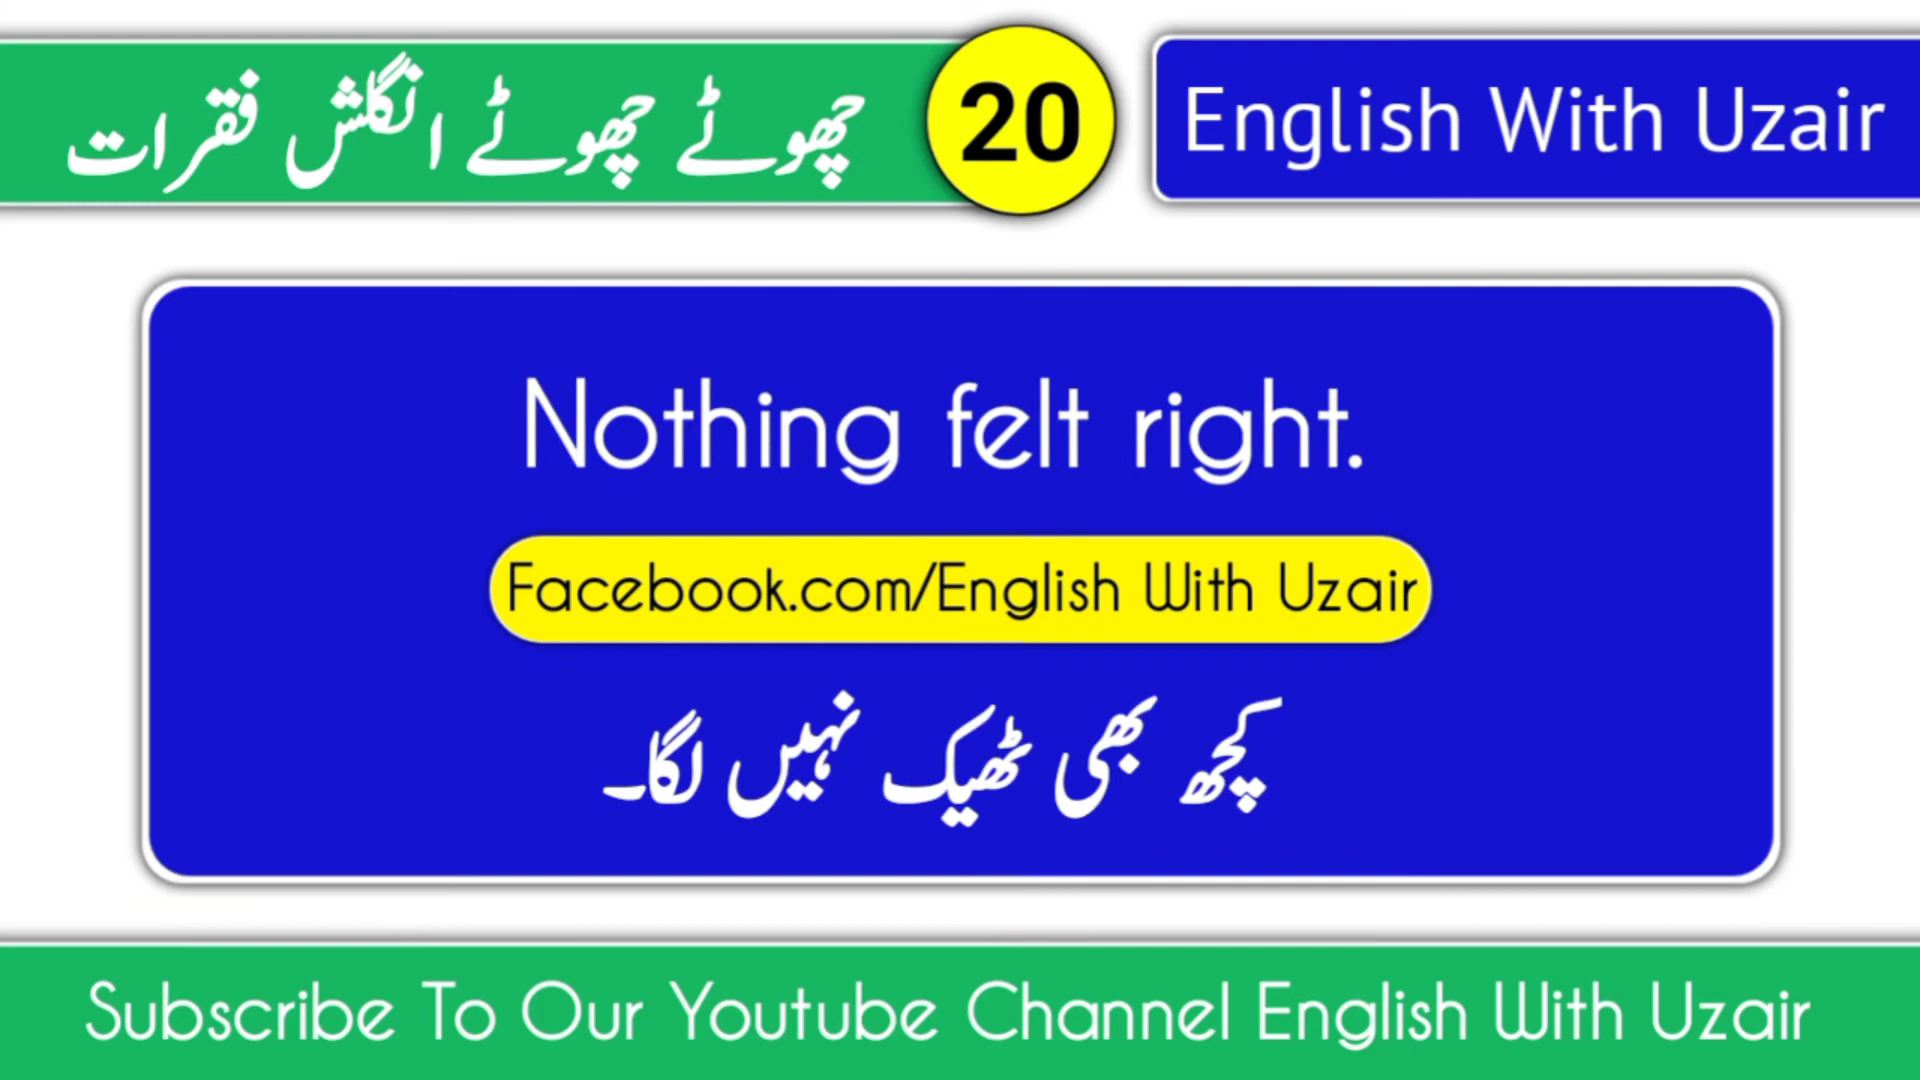 چھوٹے چھوٹے انگلش فقرات
20
English With Uzair
Nothing felt right.
Facebook.com/English With Uzair
کچھ بھی ٹھیک نہیں لگا۔
Subscribe To Our Youtube Channel English With Uzair